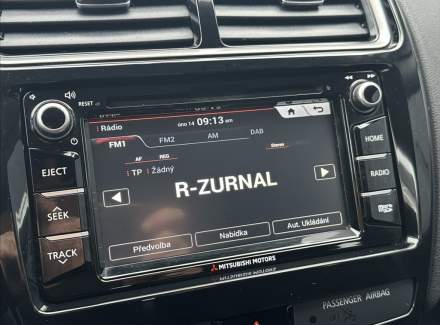 RESET
Rádio
úno 14 09:13 am
FM1 FM2 AM DAB
AF REG Stereo
TP Žádný
R-ZURNAL
Předvolba Nabídka Aut. Ukládání
MITSUBISHI MOTORS
EJECT
SEEK
TRACK
HOME
RADIO
PASSENGER AIRBAG